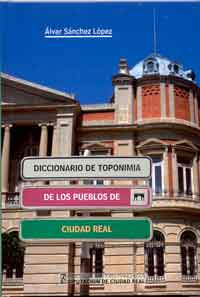 Álvar Sánchez López
DICCIONARIO DE TOPONIMIA
DE LOS PUEBLOS DE
CIUDAD REAL
DIPUTACIÓN DE CIUDAD REAL